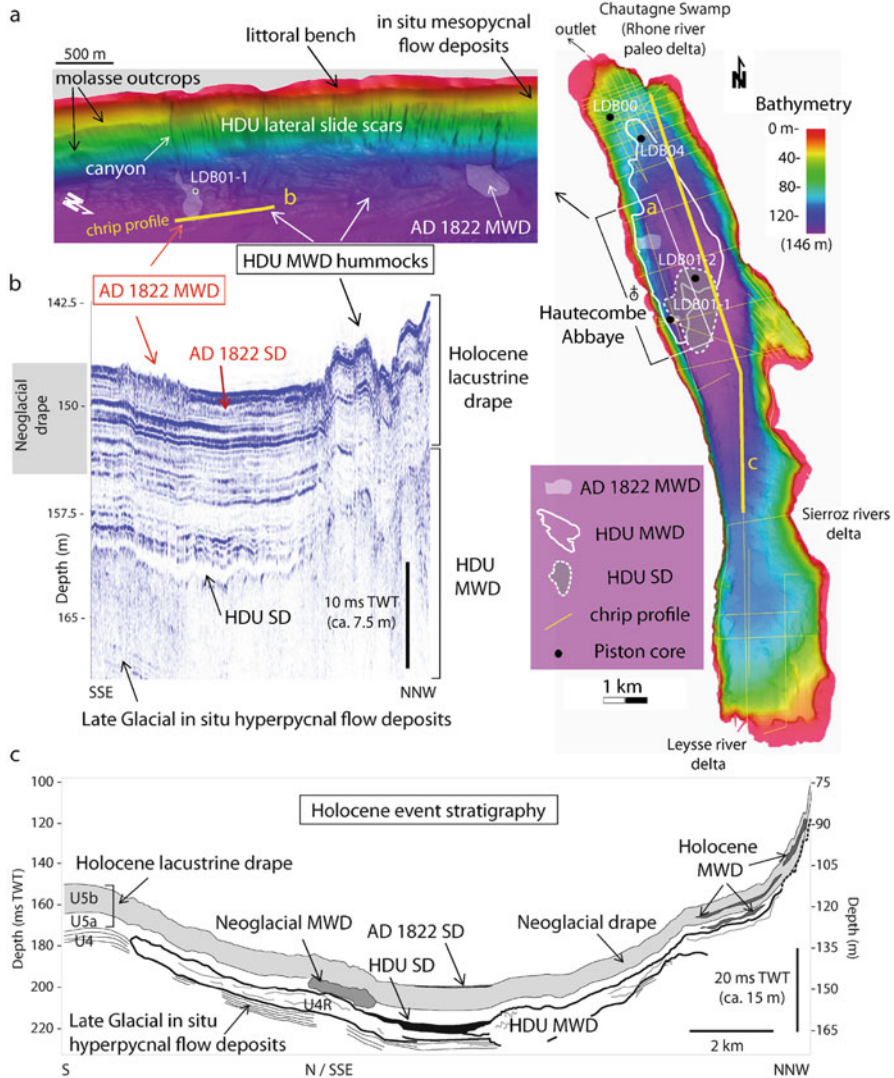 a
500 m
molasse outcrops
littoral bench
in situ mesopycnal
flow deposits
HDU lateral slide scars
canyon
LDB01-1
b
chrip profile
AD 1822 MWD
N
AD 1822 MWD
HDU MWD hummocks
Chautagne Swamp
(Rhone river
paleo delta)
outlet
N
Bathymetry
0 m-
40-
80-
120-
(146 m)
LDB00
LDB04
a
LDB01-2
LDB01-1
Hautecombe
Abbaye
c
Sierroz rivers
delta
Leysse river
delta
AD 1822 MWD
HDU MWD
HDU SD
chrip profile
Piston core
1 km
b
142.5
150
157.5
165
Depth (m)
Neoglacial
drape
AD 1822 SD
Holocene
lacustrine
drape
HDU
MWD
HDU SD
10 ms TWT
(ca. 7.5 m)
SSE
NNW
Late Glacial in situ hyperpycnal flow deposits
c
Holocene event stratigraphy
100
120
140
150
160
180
200
220
Depth (ms TWT)
-75
-90
-105
-120
-135
-150
-165
Depth (m)
Holocene lacustrine drape
U5b
U5a
U4
Neoglacial MWD
U4R
AD 1822 SD
HDU SD
Neoglacial drape
Holocene
MWD
HDU MWD
Late Glacial in situ
hyperpycnal flow deposits
20 ms TWT
(ca. 15 m)
2 km
S
N / SSE
NNW